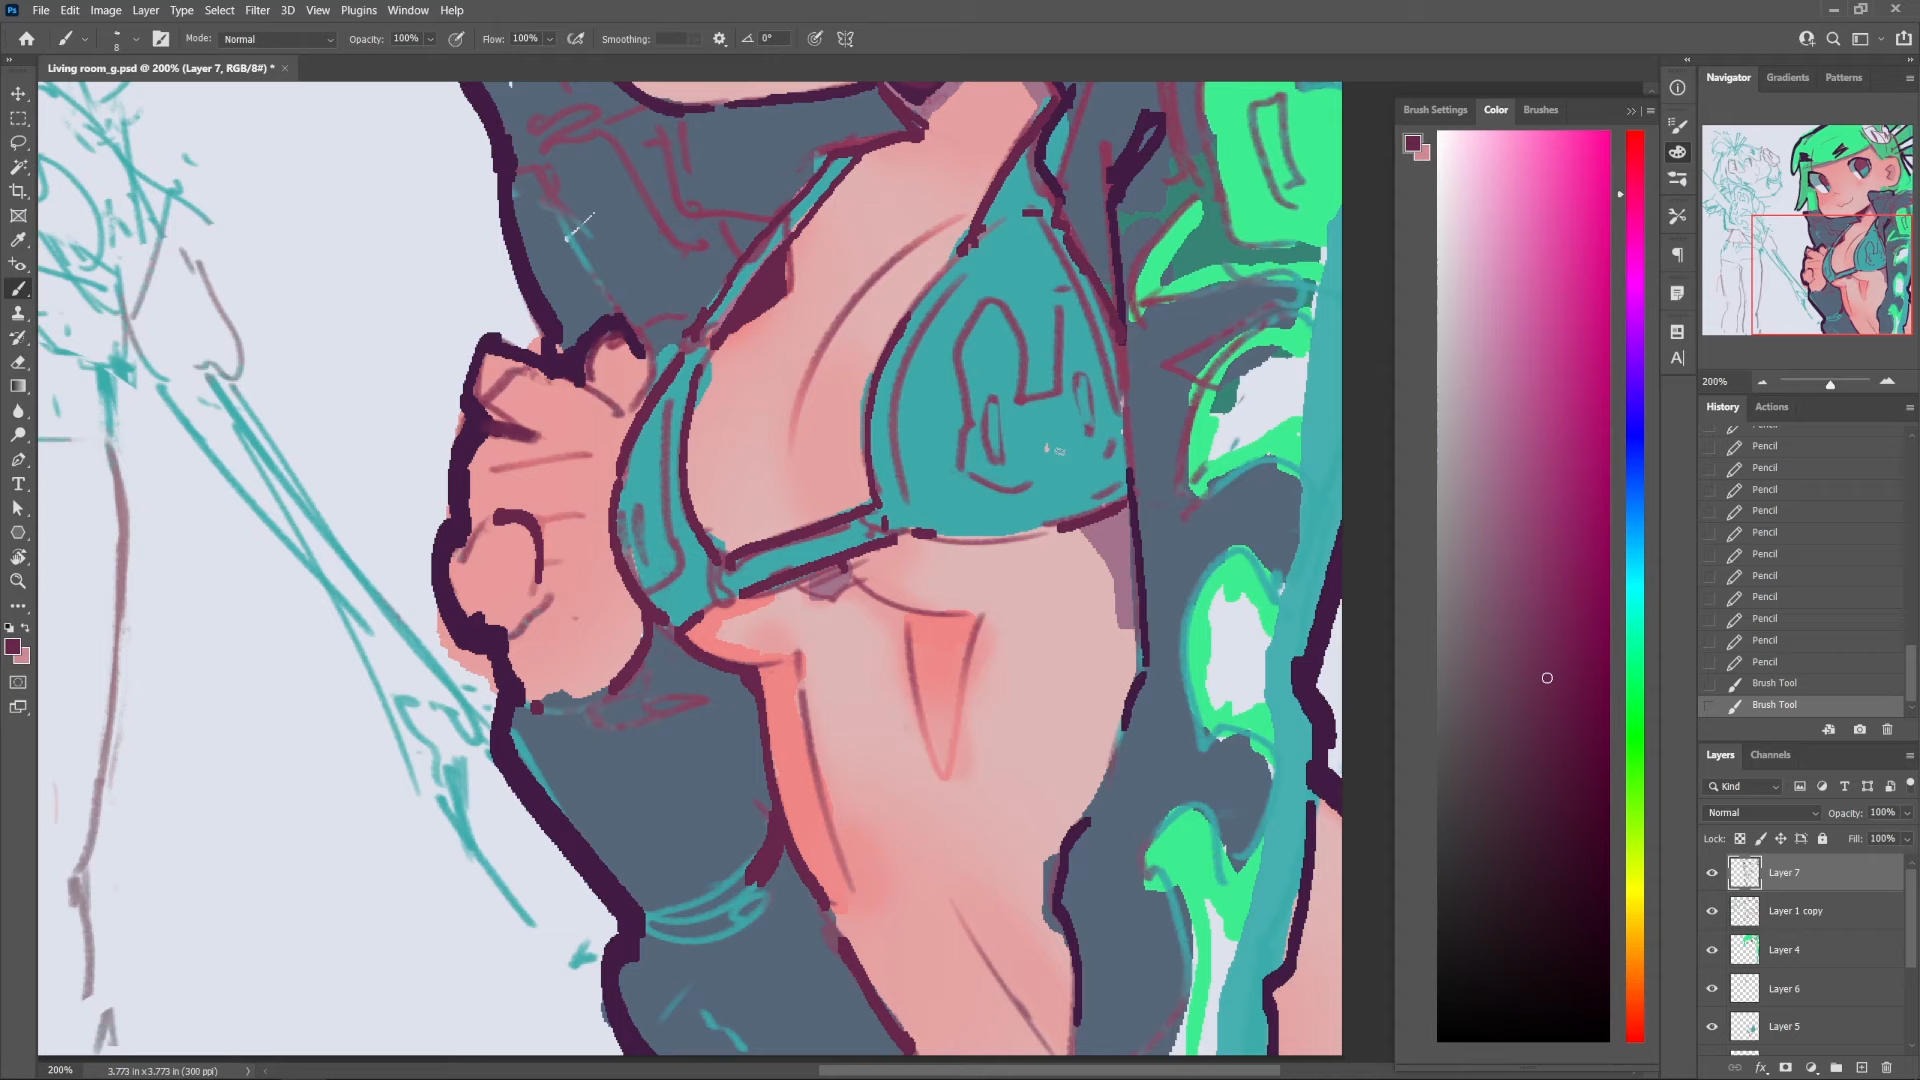 Ps File Edit Image Layer Type Select Filter 3D View Plugins Window Help
8 Mode: Normal Opacity: 100% Flow: 100% Smoothing: 0°
Living room_g.psd @ 200% (Layer 7, RGB/8#) *
Brush Settings Color Brushes
Navigator Gradients Patterns
200%
History Actions
Pencil
Pencil
Pencil
Pencil
Pencil
Pencil
Pencil
Pencil
Pencil
Pencil
Pencil
Brush Tool
Brush Tool
Layers Channels
Kind
Normal Opacity: 100%
Lock: Fill: 100%
Layer 7
Layer 1 copy
Layer 4
Layer 6
Layer 5
200% 3.773 in x 3.773 in (300 ppi)